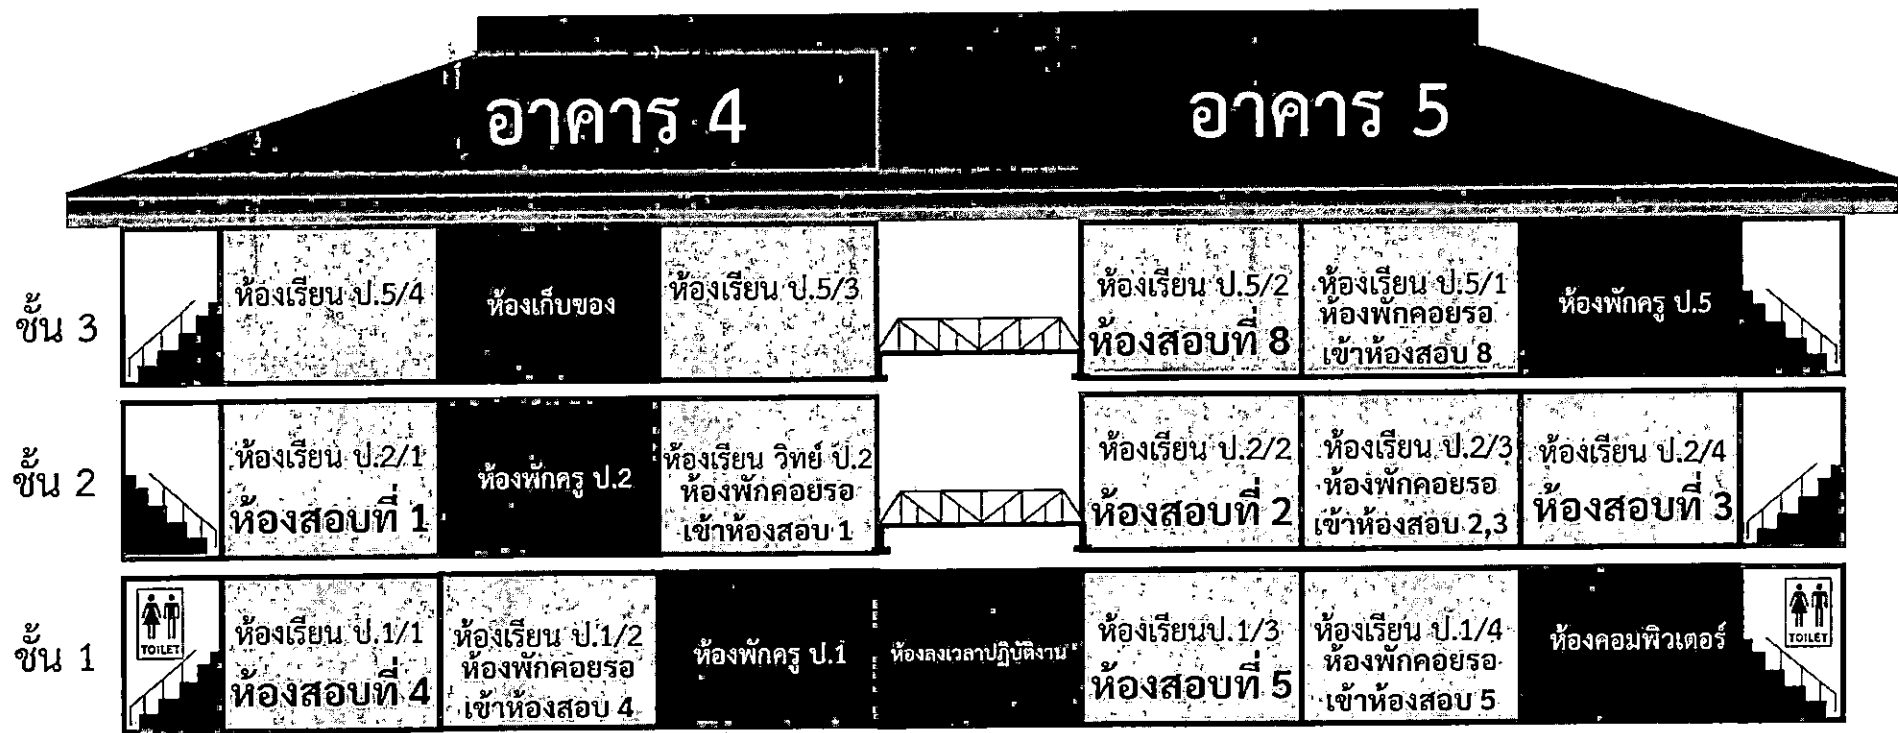 อาคาร 4
อาคาร 5
ชั้น 3
ห้องเรียน ป.5/4
ห้องเก็บของ
ห้องเรียน ป.5/3
ห้องเรียน ป.5/2
ห้องสอบที่ 8
ห้องเรียน ป.5/1
ห้องพักคอยรอ
เข้าห้องสอบ 8
ห้องพักครู ป.5
ชั้น 2
ห้องเรียน ป.2/1
ห้องสอบที่ 1
ห้องพักครู ป.2
ห้องเรียน วิทย์ ป.2
ห้องพักคอยรอ
เข้าห้องสอบ 1
ห้องเรียน ป.2/2
ห้องสอบที่ 2
ห้องเรียน ป.2/3
ห้องพักคอยรอ
เข้าห้องสอบ 2,3
ห้องเรียน ป.2/4
ห้องสอบที่ 3
ชั้น 1
TOILET
ห้องเรียน ป.1/1
ห้องสอบที่ 4
ห้องเรียน ป.1/2
ห้องพักคอยรอ
เข้าห้องสอบ 4
ห้องพักครู ป.1
ห้องลงเวลาปฏิบัติงาน
ห้องเรียนป.1/3
ห้องสอบที่ 5
ห้องเรียน ป.1/4
ห้องพักคอยรอ
เข้าห้องสอบ 5
ห้องคอมพิวเตอร์
TOILET